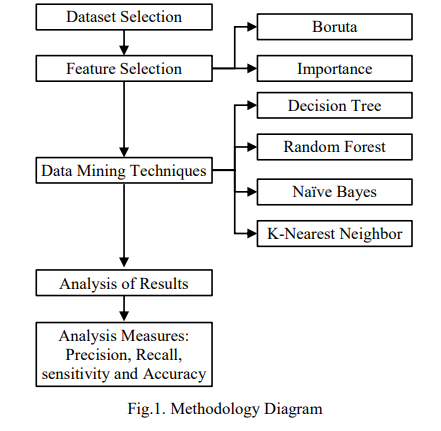 Dataset Selection
Boruta
Feature Selection
Importance
Decision Tree
Random Forest
Data Mining Techniques
Naïve Bayes
K-Nearest Neighbor
Analysis of Results
Analysis Measures:
Precision, Recall,
sensitivity and Accuracy
Fig.1. Methodology Diagram